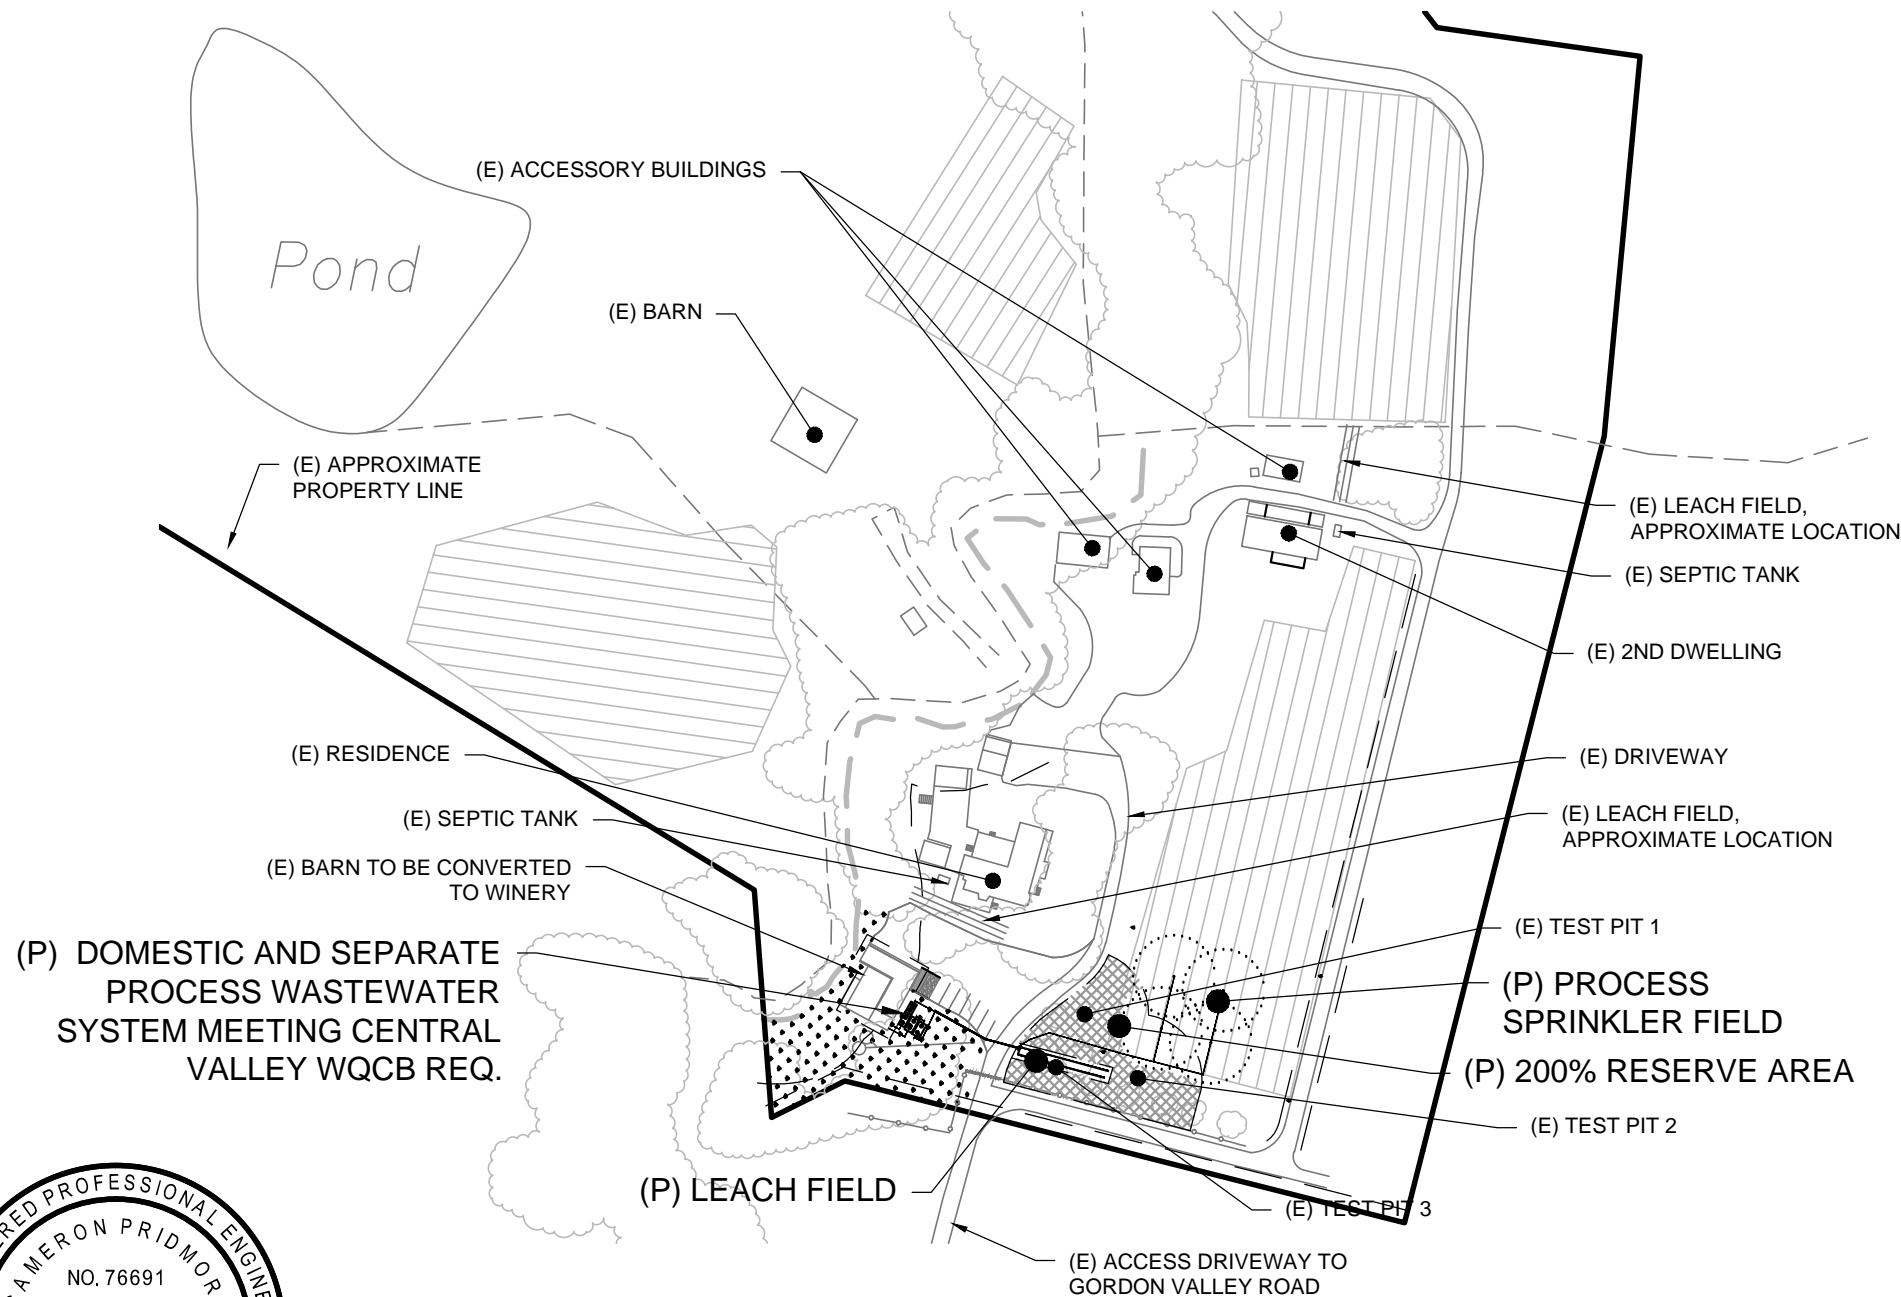 (E) ACCESSORY BUILDINGS
Pond
(E) BARN
(E) APPROXIMATE
PROPERTY LINE
(E) LEACH FIELD,
APPROXIMATE LOCATION
(E) SEPTIC TANK
(E) 2ND DWELLING
(E) RESIDENCE
(E) DRIVEWAY
(E) SEPTIC TANK
(E) LEACH FIELD,
APPROXIMATE LOCATION
(E) BARN TO BE CONVERTED
TO WINERY
(E) TEST PIT 1
(P) DOMESTIC AND SEPARATE
PROCESS WASTEWATER
SYSTEM MEETING CENTRAL
VALLEY WQCB REQ.
(P) PROCESS
SPRINKLER FIELD
(P) 200% RESERVE AREA
(E) TEST PIT 2
(P) LEACH FIELD
(E) TEST PIT 3
(E) ACCESS DRIVEWAY TO
GORDON VALLEY ROAD
PROFESSIONAL
AMERON PRIDMOR
NO. 76691